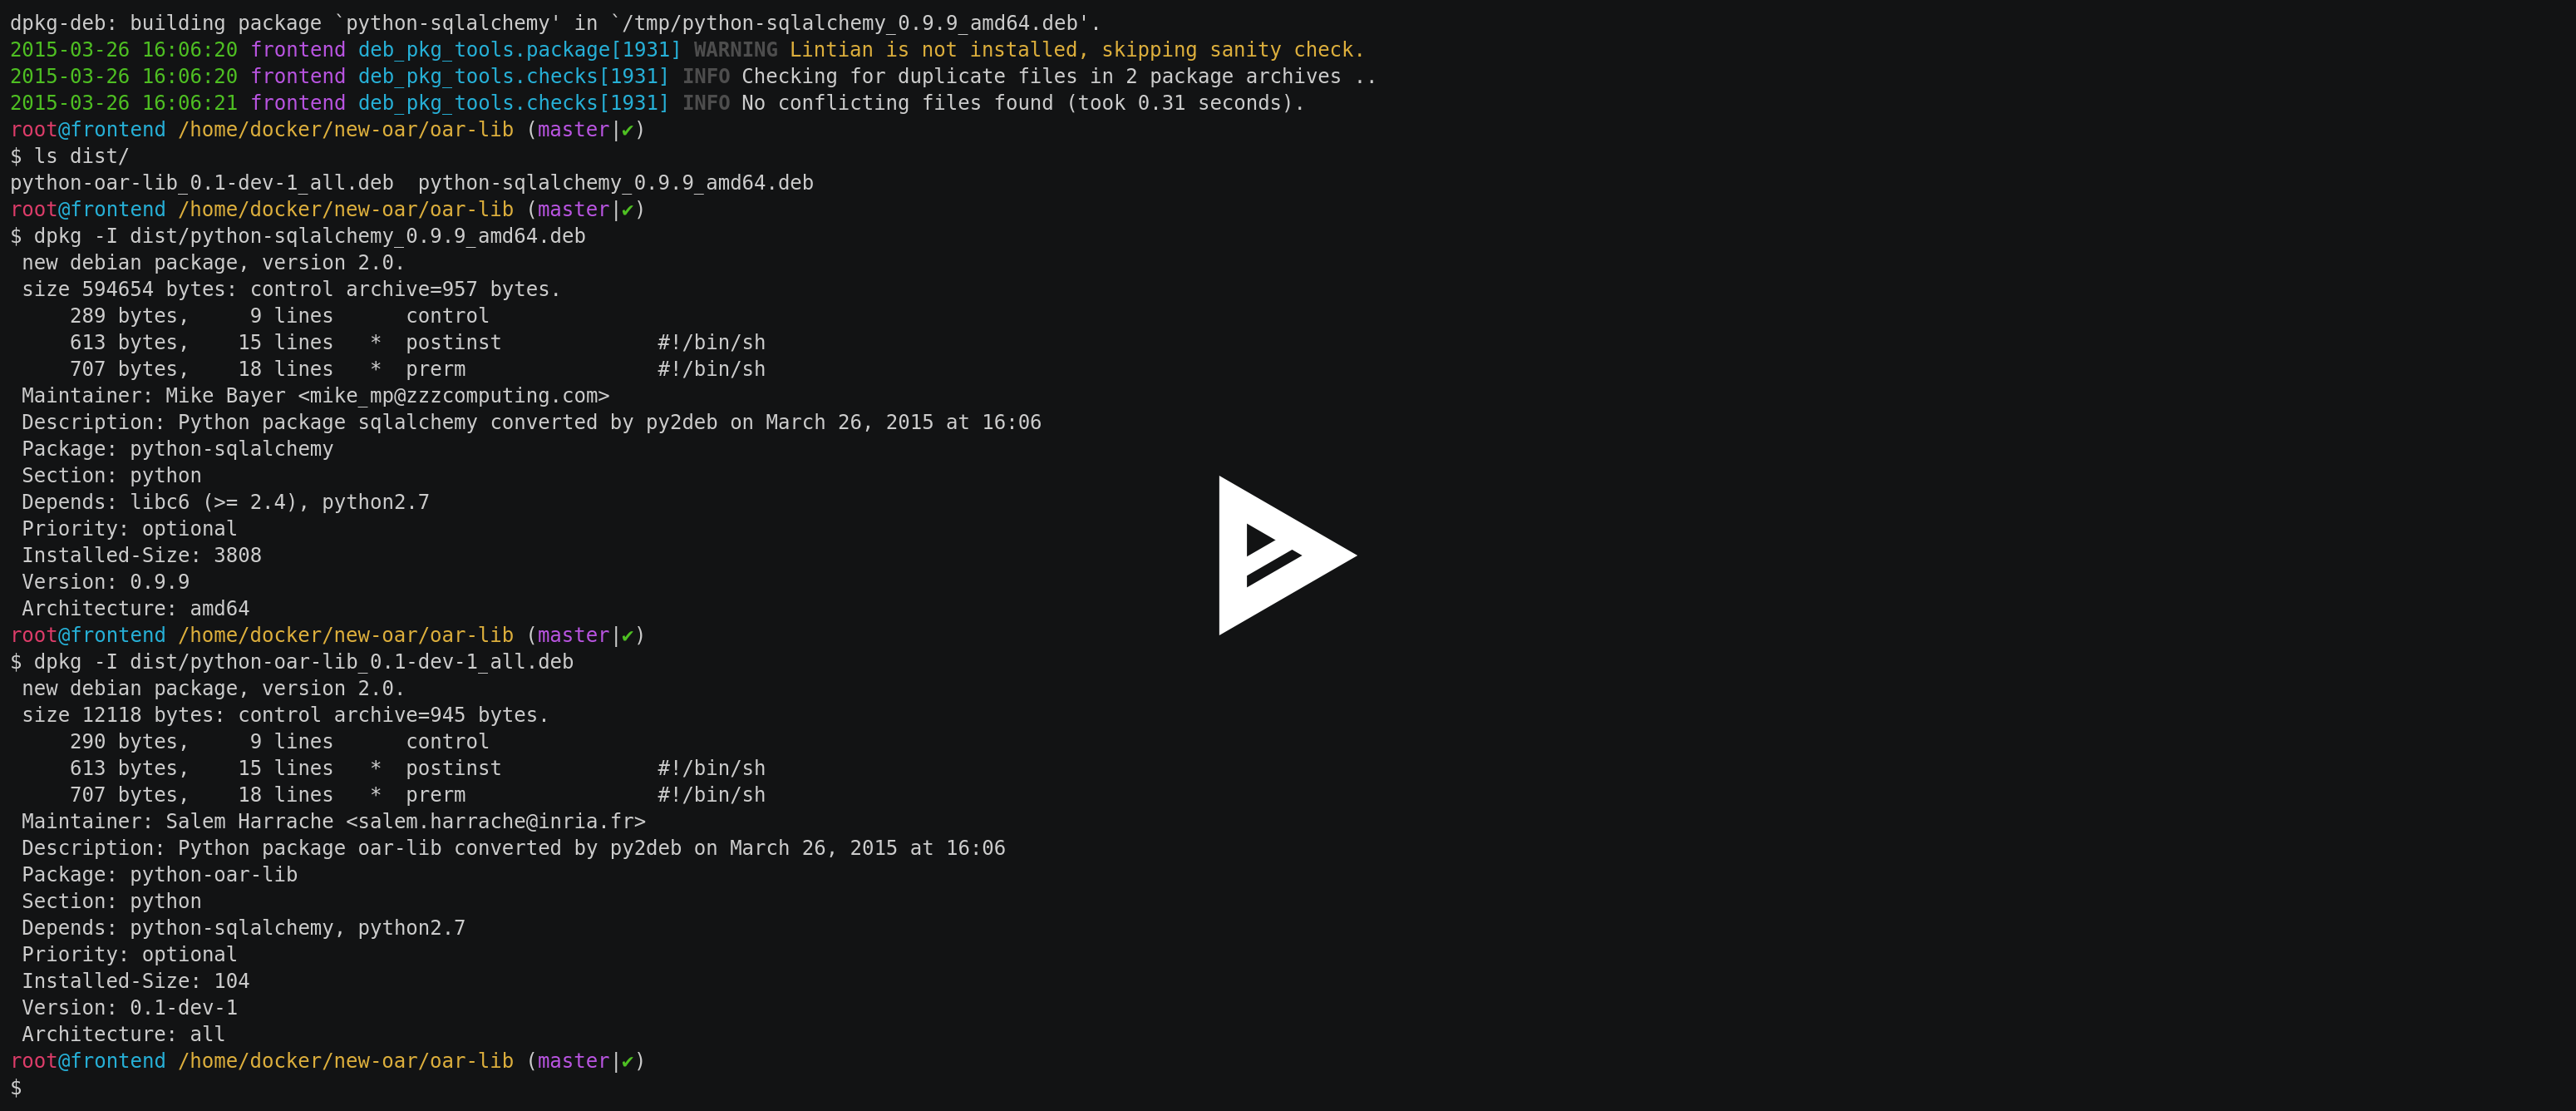 dpkg-deb: building package `python-sqlalchemy' in `/tmp/python-sqlalchemy_0.9.9_amd64.deb'.
2015-03-26 16:06:20 frontend deb_pkg_tools.package[1931] WARNING Lintian is not installed, skipping sanity check.
2015-03-26 16:06:20 frontend deb_pkg_tools.checks[1931] INFO Checking for duplicate files in 2 package archives ..
2015-03-26 16:06:21 frontend deb_pkg_tools.checks[1931] INFO No conflicting files found (took 0.31 seconds).
root@frontend /home/docker/new-oar/oar-lib (master|✔)
$ ls dist/
python-oar-lib_0.1-dev-1_all.deb  python-sqlalchemy_0.9.9_amd64.deb
root@frontend /home/docker/new-oar/oar-lib (master|✔)
$ dpkg -I dist/python-sqlalchemy_0.9.9_amd64.deb
 new debian package, version 2.0.
 size 594654 bytes: control archive=957 bytes.
     289 bytes,     9 lines      control
     613 bytes,    15 lines   *  postinst             #!/bin/sh
     707 bytes,    18 lines   *  prerm                #!/bin/sh
 Maintainer: Mike Bayer <mike_mp@zzzcomputing.com>
 Description: Python package sqlalchemy converted by py2deb on March 26, 2015 at 16:06
 Package: python-sqlalchemy
 Section: python
 Depends: libc6 (>= 2.4), python2.7
 Priority: optional
 Installed-Size: 3808
 Version: 0.9.9
 Architecture: amd64
root@frontend /home/docker/new-oar/oar-lib (master|✔)
$ dpkg -I dist/python-oar-lib_0.1-dev-1_all.deb
 new debian package, version 2.0.
 size 12118 bytes: control archive=945 bytes.
     290 bytes,     9 lines      control
     613 bytes,    15 lines   *  postinst             #!/bin/sh
     707 bytes,    18 lines   *  prerm                #!/bin/sh
 Maintainer: Salem Harrache <salem.harrache@inria.fr>
 Description: Python package oar-lib converted by py2deb on March 26, 2015 at 16:06
 Package: python-oar-lib
 Section: python
 Depends: python-sqlalchemy, python2.7
 Priority: optional
 Installed-Size: 104
 Version: 0.1-dev-1
 Architecture: all
root@frontend /home/docker/new-oar/oar-lib (master|✔)
$